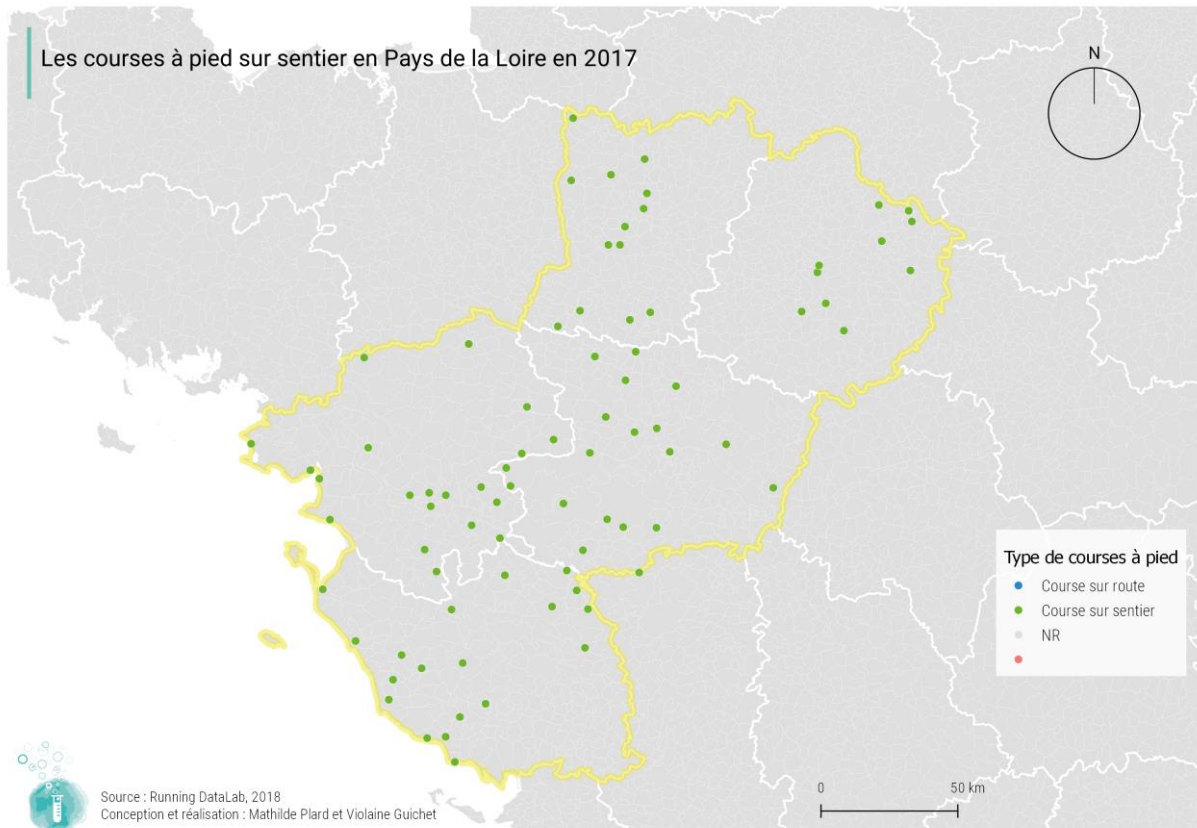 Les courses à pied sur sentier en Pays de la Loire en 2017
N
Type de courses à pied
Course sur route
Course sur sentier
NR
0 50 km
Source : Running DataLab, 2018
Conception et réalisation : Mathilde Plard et Violaine Guichet